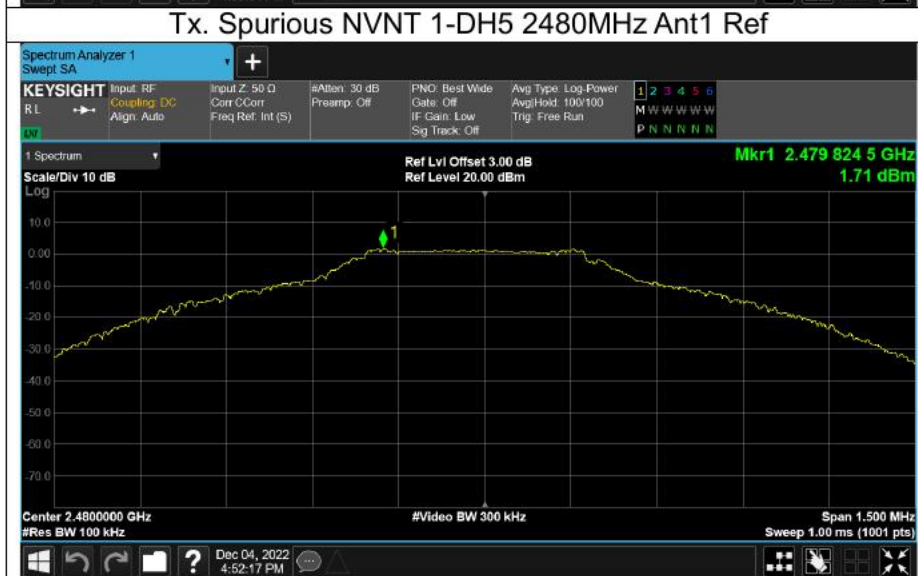 Tx. Spurious NVNT 1-DH5 2480MHz Ant1 Ref
Spectrum Analyzer 1
Swept SA
+
KEYSIGHT
RL
Input: RF
Coupling: DC
Align: Auto
Input Z: 50 Ω
Corr CCorr
Freq Ref: Int (S)
#Atten: 30 dB
Preamp: Off
PNO: Best Wide
Gate: Off
IF Gain: Low
Sig Track: Off
Avg Type: Log-Power
Avg|Hold: 100/100
Trig: Free Run
1 2 3 4 5 6
M W W W W W
P N N N N N
1 Spectrum
Scale/Div 10 dB
Log
Ref Lvl Offset 3.00 dB
Ref Level 20.00 dBm
Mkr1 2.479 824 5 GHz
1.71 dBm
10.0
0.00
-10.0
-20.0
-30.0
-40.0
-50.0
-60.0
-70.0
1
Center 2.4800000 GHz
#Res BW 100 kHz
#Video BW 300 kHz
Span 1.500 MHz
Sweep 1.00 ms (1001 pts)
?
Dec 04, 2022
4:52:17 PM